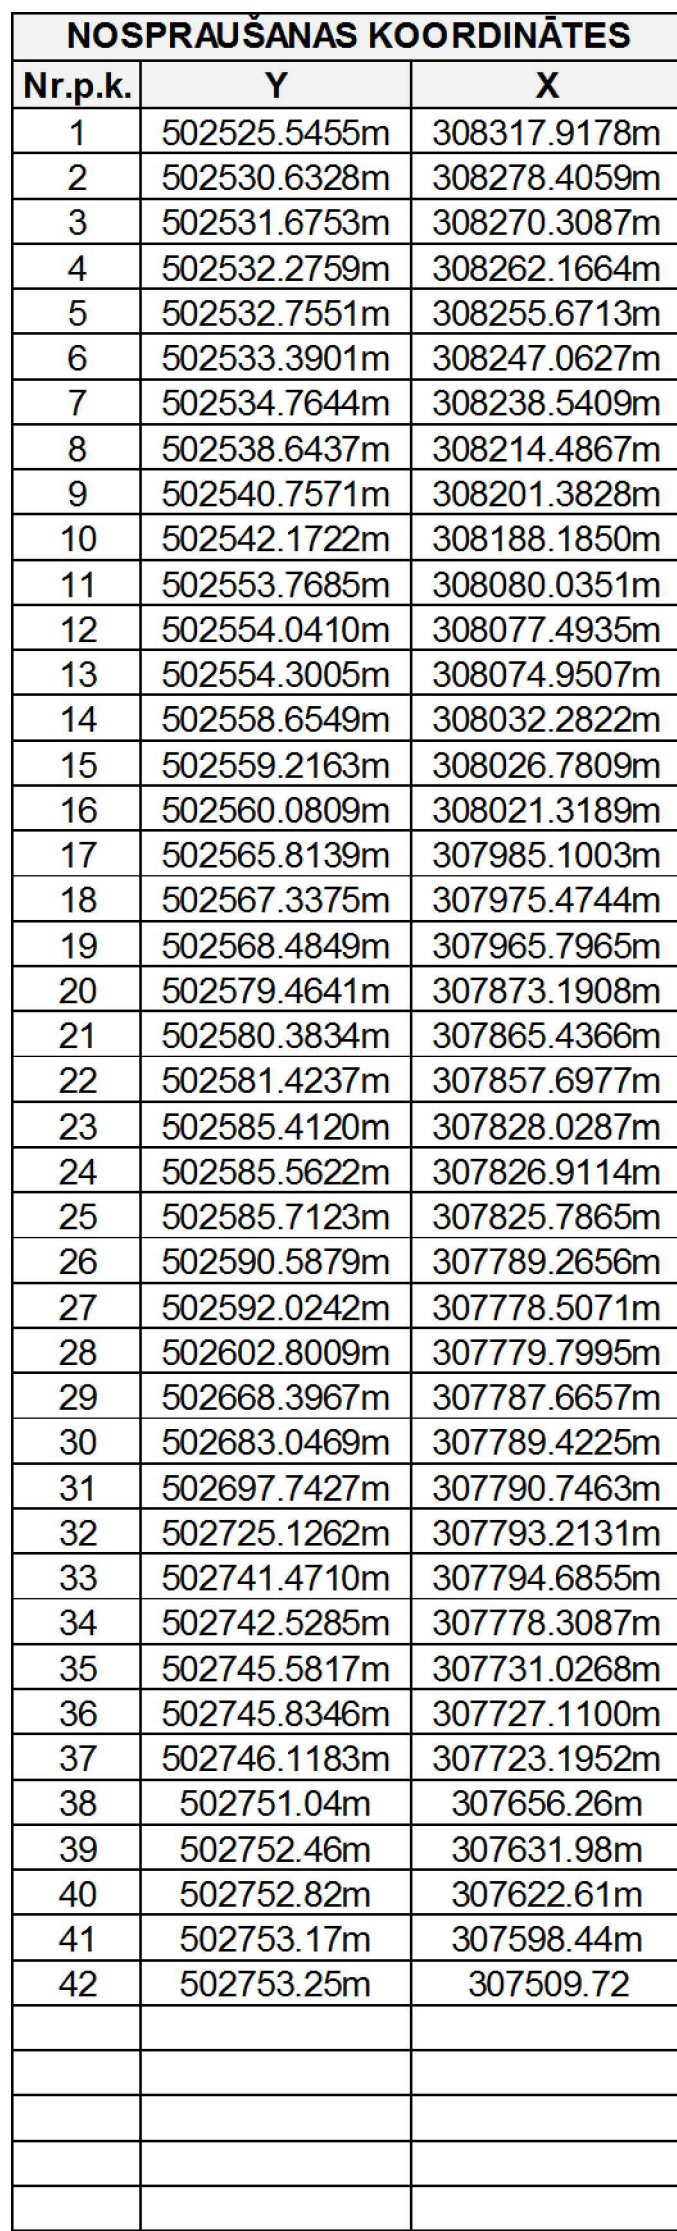 NOSPRAUŠANAS KOORDINĀTES
Nr.p.k. Y X
1 502525.5455m 308317.9178m
2 502530.6328m 308278.4059m
3 502531.6753m 308270.3087m
4 502532.2759m 308262.1664m
5 502532.7551m 308255.6713m
6 502533.3901m 308247.0627m
7 502534.7644m 308238.5409m
8 502538.6437m 308214.4867m
9 502540.7571m 308201.3828m
10 502542.1722m 308188.1850m
11 502553.7685m 308080.0351m
12 502554.0410m 308077.4935m
13 502554.3005m 308074.9507m
14 502558.6549m 308032.2822m
15 502559.2163m 308026.7809m
16 502560.0809m 308021.3189m
17 502565.8139m 307985.1003m
18 502567.3375m 307975.4744m
19 502568.4849m 307965.7965m
20 502579.4641m 307873.1908m
21 502580.3834m 307865.4366m
22 502581.4237m 307857.6977m
23 502585.4120m 307828.0287m
24 502585.5622m 307826.9114m
25 502585.7123m 307825.7865m
26 502590.5879m 307789.2656m
27 502592.0242m 307778.5071m
28 502602.8009m 307779.7995m
29 502668.3967m 307787.6657m
30 502683.0469m 307789.4225m
31 502697.7427m 307790.7463m
32 502725.1262m 307793.2131m
33 502741.4710m 307794.6855m
34 502742.5285m 307778.3087m
35 502745.5817m 307731.0268m
36 502745.8346m 307727.1100m
37 502746.1183m 307723.1952m
38 502751.04m 307656.26m
39 502752.46m 307631.98m
40 502752.82m 307622.61m
41 502753.17m 307598.44m
42 502753.25m 307509.72